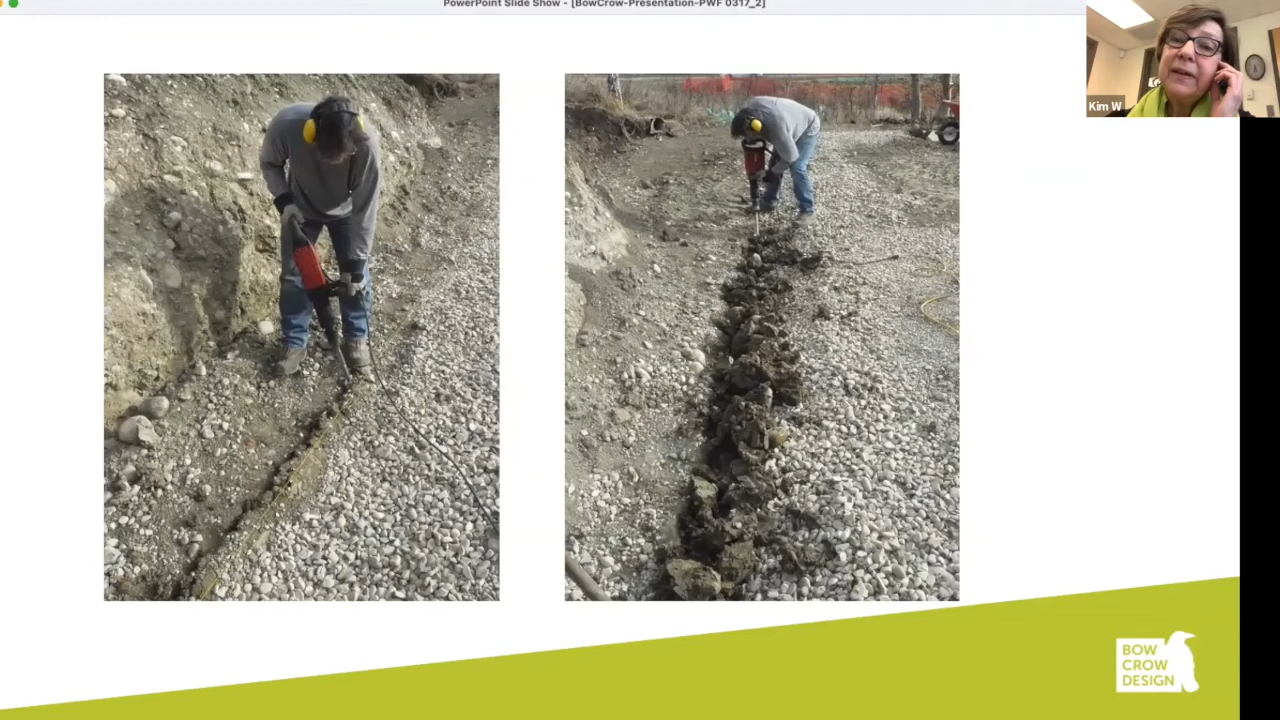 PowerPoint Slide Show - [BowCrow-Presentation-PWF 0317_2]
Kim W
BOW
CROW
DESIGN